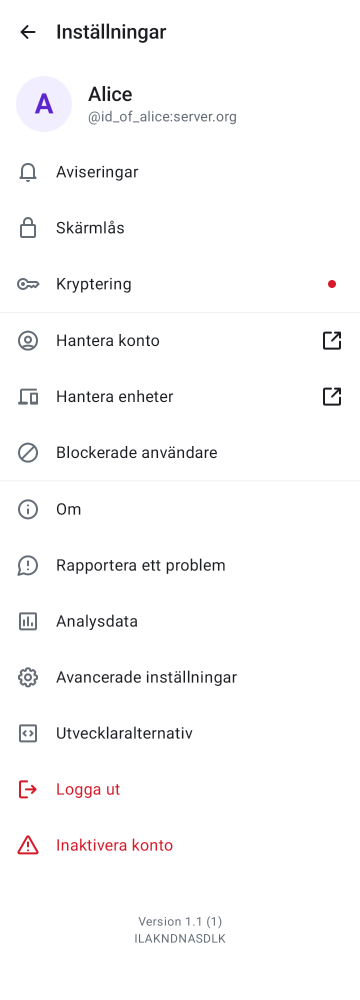 Inställningar
A
Alice
@id_of_alice:server.org
Aviseringar
Skärmlås
Kryptering
Hantera konto
Hantera enheter
Blockerade användare
Om
Rapportera ett problem
Analysdata
Avancerade inställningar
Utvecklaralternativ
Logga ut
Inaktivera konto
Version 1.1 (1)
ILAKNDNASDLK